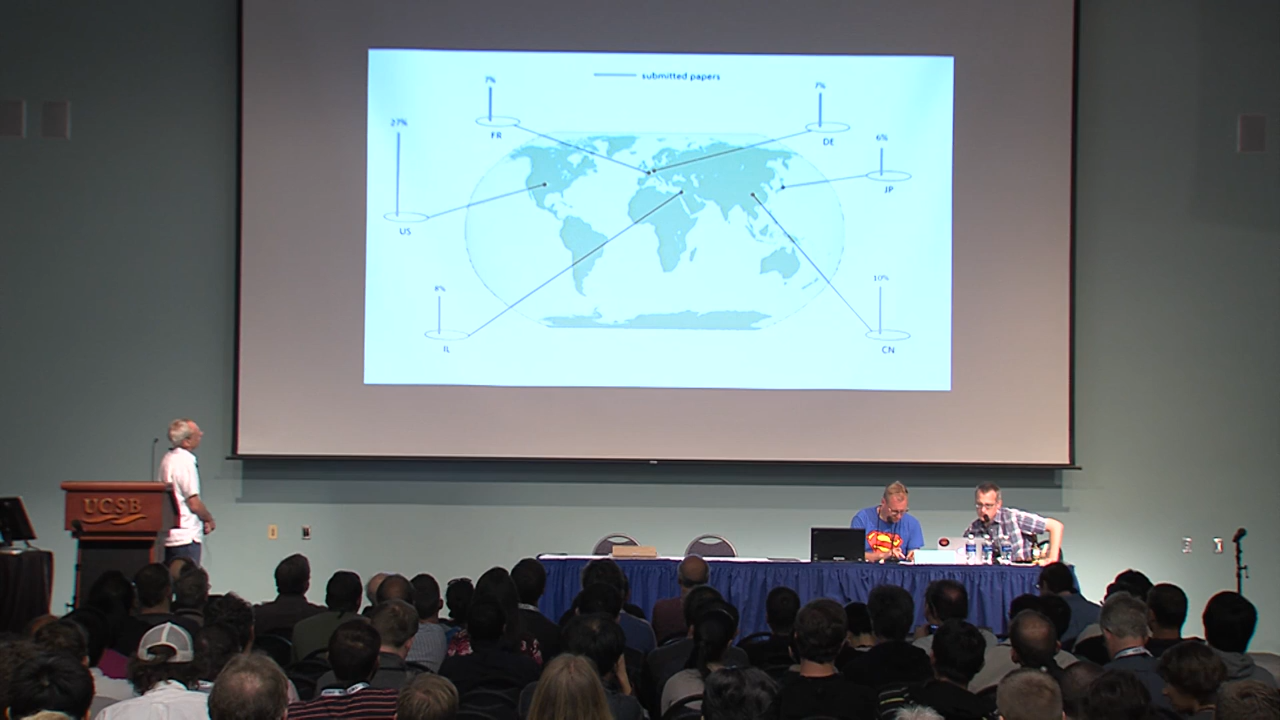 submitted papers
7%
FR
7%
DE
27%
US
6%
JP
8%
IL
10%
CN
UCSB